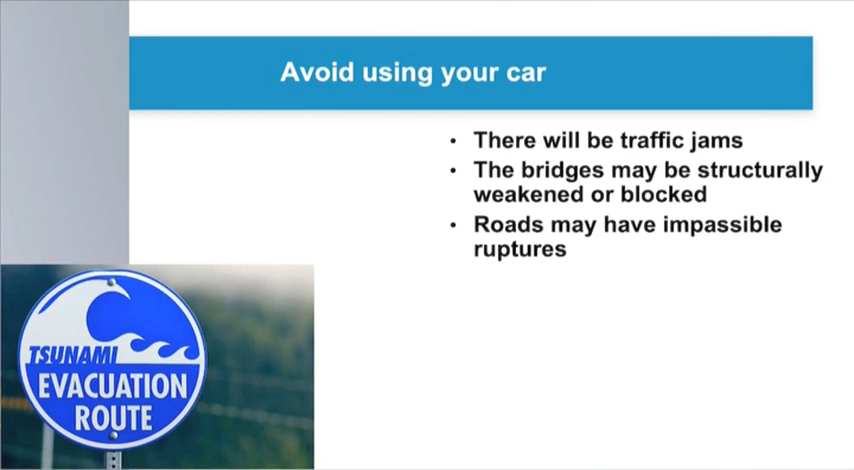 Avoid using your car
• There will be traffic jams
• The bridges may be structurally
weakened or blocked
• Roads may have impassible
ruptures
TSUNAMI
EVACUATION
ROUTE